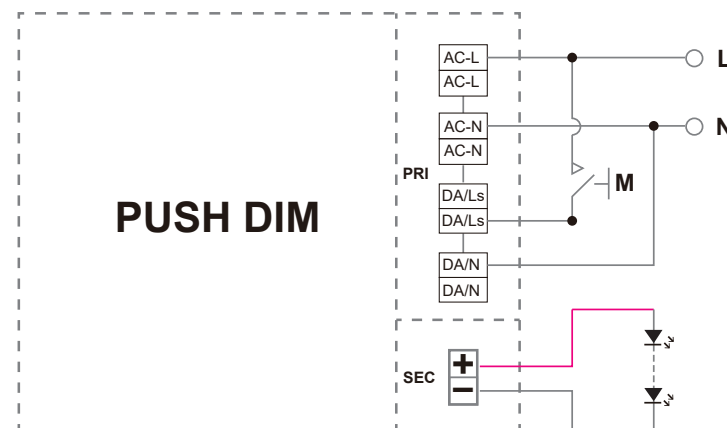 AC-L
L
AC-L
AC-N
N
AC-N
PRI
DA/Ls
M
PUSH DIM
DA/Ls
DA/N
DA/N
+
SEC
−